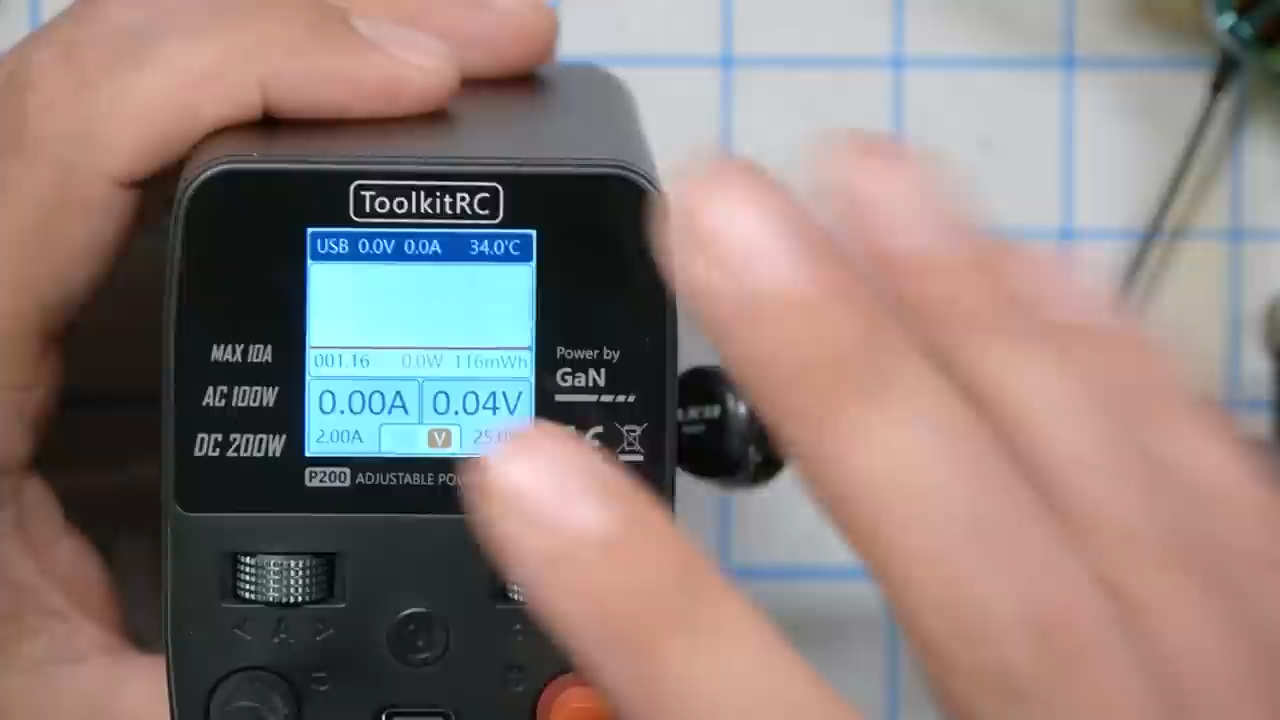 ToolkitRC
USB 0.0V 0.0A 34.0°C
001.16 0.0W 116mWh
0.00A 0.04V
2.00A V
MAX 10A
AC 100W
DC 200W
Power by
GaN
P200 ADJUSTABLE
< A >